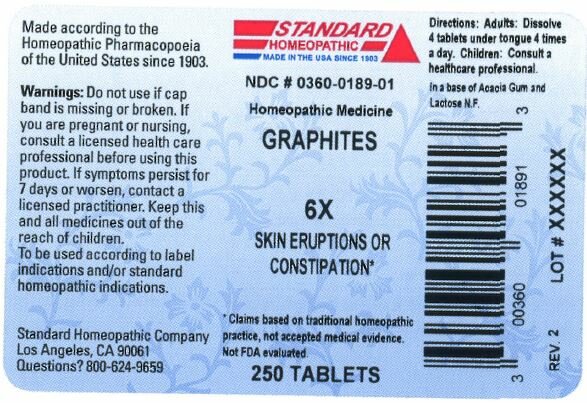 Made according to the
Homeopathic Pharmacopoeia
of the United States since 1903.
Warnings: Do not use if cap
band is missing or broken. If
you are pregnant or nursing,
consult a licensed health care
professional before using this
product. If symptoms persist for
7 days or worsen, contact a
licensed practitioner. Keep this
and all medicines out of the
reach of children.
To be used according to label
indications and/or standard
homeopathic indications.
Standard Homeopathic Company
Los Angeles, CA 90061
Questions? 800-624-9659
STANDARD
HOMEOPATHIC
MADE IN THE USA SINCE 1903
NDC # 0360-0189-01
Homeopathic Medicine
GRAPHITES
6X
SKIN ERUPTIONS OR
CONSTIPATION*
* Claims based on traditional homeopathic
practice, not accepted medical evidence.
Not FDA evaluated.
250 TABLETS
Directions: Adults: Dissolve
4 tablets under tongue 4 times
a day. Children: Consult a
healthcare professional.
In a base of Acacia Gum and
Lactose N.F.
3 00360 01891 3
REV. 2 LOT # XXXXXX